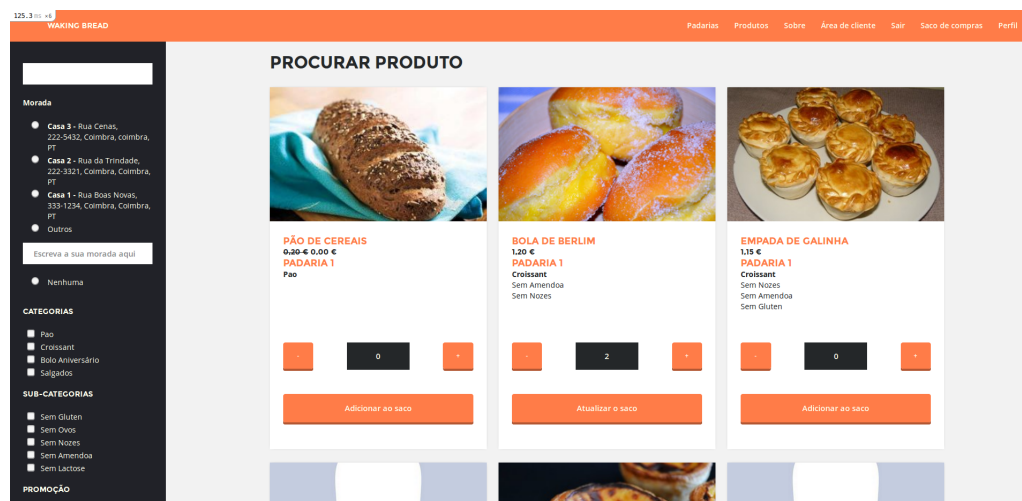 125.3 ms ×8
WAKING BREAD
Padarias Produtos Sobre Área de cliente Sair Saco de compras Perfil
Morada
Casa 3 - Rua Cenas,
222-5432, Coimbra, coimbra,
PT
Casa 2 - Rua da Trindade,
222-3321, Coimbra, Coimbra,
PT
Casa 1 - Rua Boas Novas,
333-1234, Coimbra, Coimbra,
PT
Outros
Escreva a sua morada aqui
Nenhuma
CATEGORIAS
Pao
Croissant
Bolo Aniversário
Salgados
SUB-CATEGORIAS
Sem Gluten
Sem Ovos
Sem Nozes
Sem Amendoa
Sem Lactose
PROMOÇÃO
PROCURAR PRODUTO
PÃO DE CEREAIS
0,20 € 0,00 €
PADARIA 1
Pao
- 0 +
Adicionar ao saco
BOLA DE BERLIM
1,20 €
PADARIA 1
Croissant
Sem Amendoa
Sem Nozes
- 2 +
Atualizar o saco
EMPADA DE GALINHA
1,15 €
PADARIA 1
Croissant
Sem Nozes
Sem Amendoa
Sem Gluten
- 0 +
Adicionar ao saco